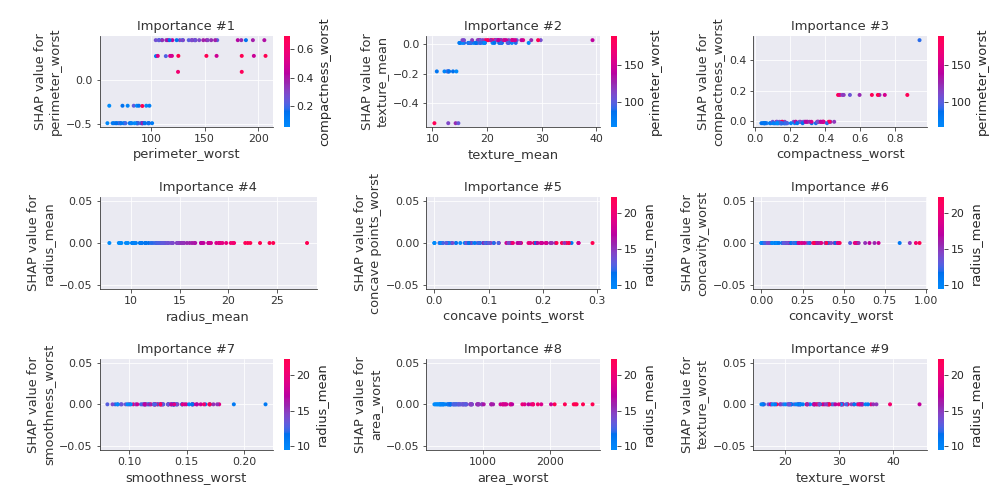 Importance #1
SHAP value for
perimeter_worst
0.0
−0.5
100
150
200
perimeter_worst
0.6
0.4
0.2
compactness_worst
Importance #2
SHAP value for
texture_mean
0.0
−0.2
−0.4
10
20
30
40
texture_mean
150
100
perimeter_worst
Importance #3
SHAP value for
compactness_worst
0.4
0.2
0.0
0.0
0.2
0.4
0.6
0.8
compactness_worst
150
100
perimeter_worst
Importance #4
SHAP value for
radius_mean
0.05
0.00
−0.05
10
15
20
25
radius_mean
Importance #5
SHAP value for
concave points_worst
0.05
0.00
−0.05
0.0
0.1
0.2
0.3
concave points_worst
20
15
10
radius_mean
Importance #6
SHAP value for
concavity_worst
0.05
0.00
−0.05
0.00
0.25
0.50
0.75
1.00
concavity_worst
20
15
10
radius_mean
Importance #7
SHAP value for
smoothness_worst
0.05
0.00
−0.05
0.10
0.15
0.20
smoothness_worst
20
15
10
radius_mean
Importance #8
SHAP value for
area_worst
0.05
0.00
−0.05
1000
2000
area_worst
20
15
10
radius_mean
Importance #9
SHAP value for
texture_worst
0.05
0.00
−0.05
20
30
40
texture_worst
20
15
10
radius_mean